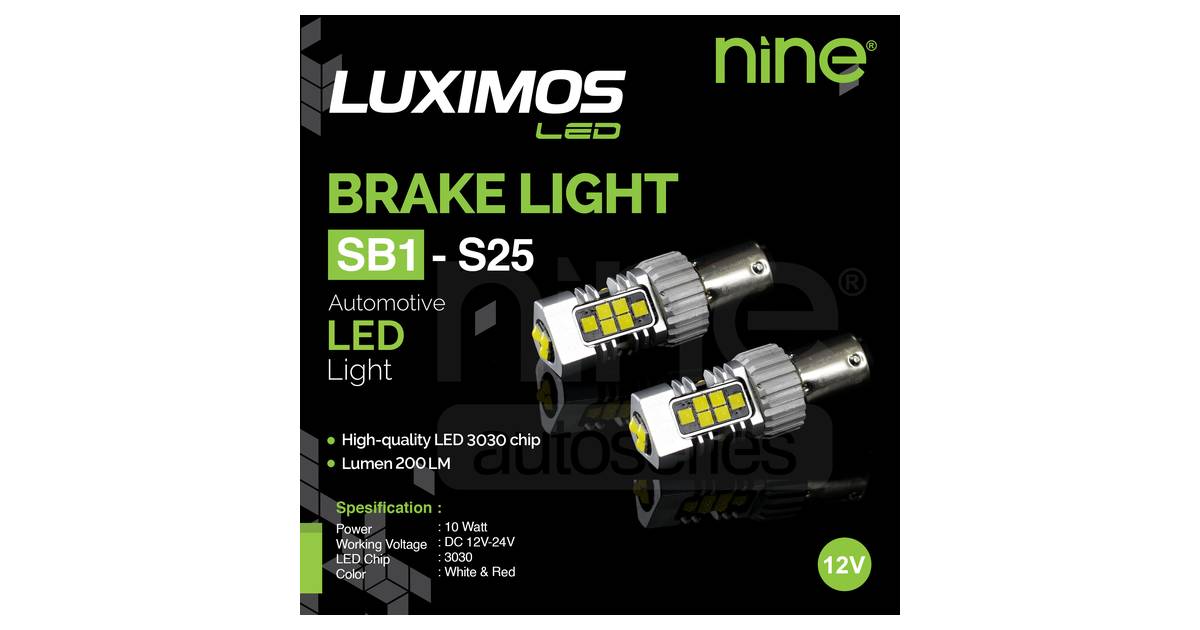 nine®
LUXIMOS
LED
BRAKE LIGHT
SB1 - S25
Automotive
LED
Light
nine®
autoseries
• High-quality LED 3030 chip
• Lumen 200 LM
Spesification :
Power : 10 Watt
Working Voltage : DC 12V-24V
LED Chip : 3030
Color : White & Red
12V